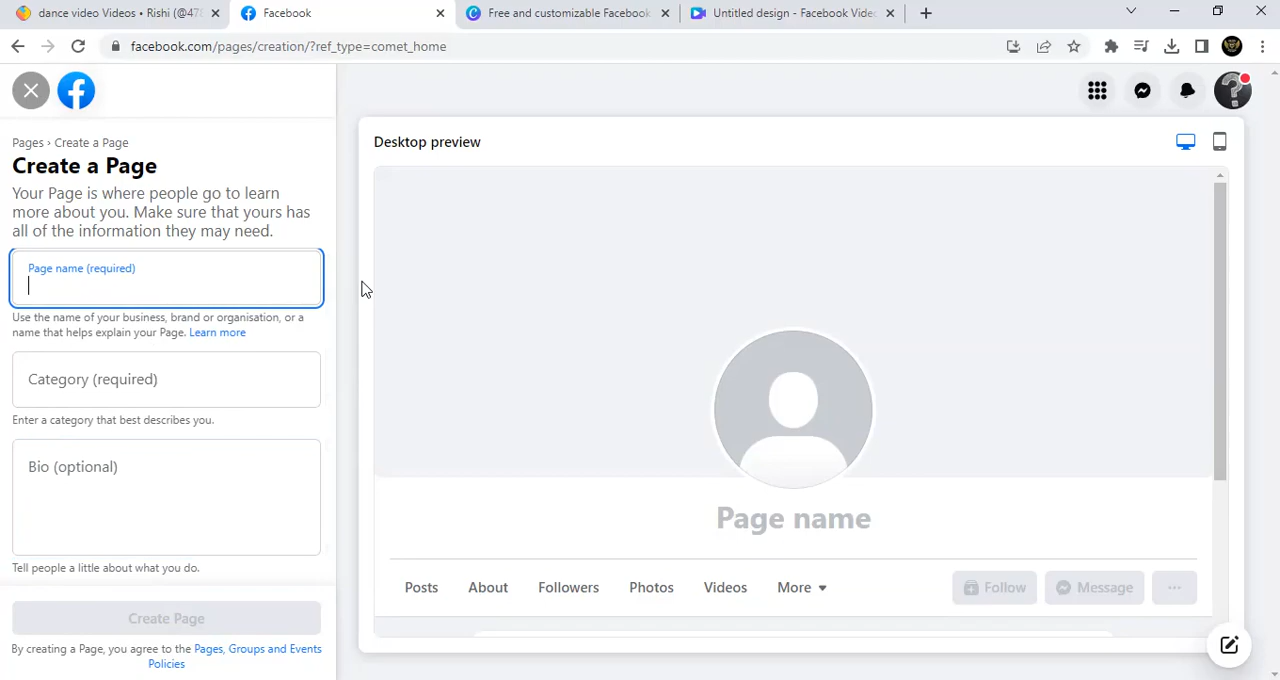 dance video Videos • Rishi (@478
Facebook
Free and customizable Facebook
Untitled design - Facebook Vide
facebook.com/pages/creation/?ref_type=comet_home
Pages › Create a Page
Create a Page
Your Page is where people go to learn
more about you. Make sure that yours has
all of the information they may need.
Page name (required)
Use the name of your business, brand or organisation, or a
name that helps explain your Page. Learn more
Category (required)
Enter a category that best describes you.
Bio (optional)
Tell people a little about what you do.
Create Page
By creating a Page, you agree to the Pages, Groups and Events
Policies
Desktop preview
Page name
Posts About Followers Photos Videos More Follow Message